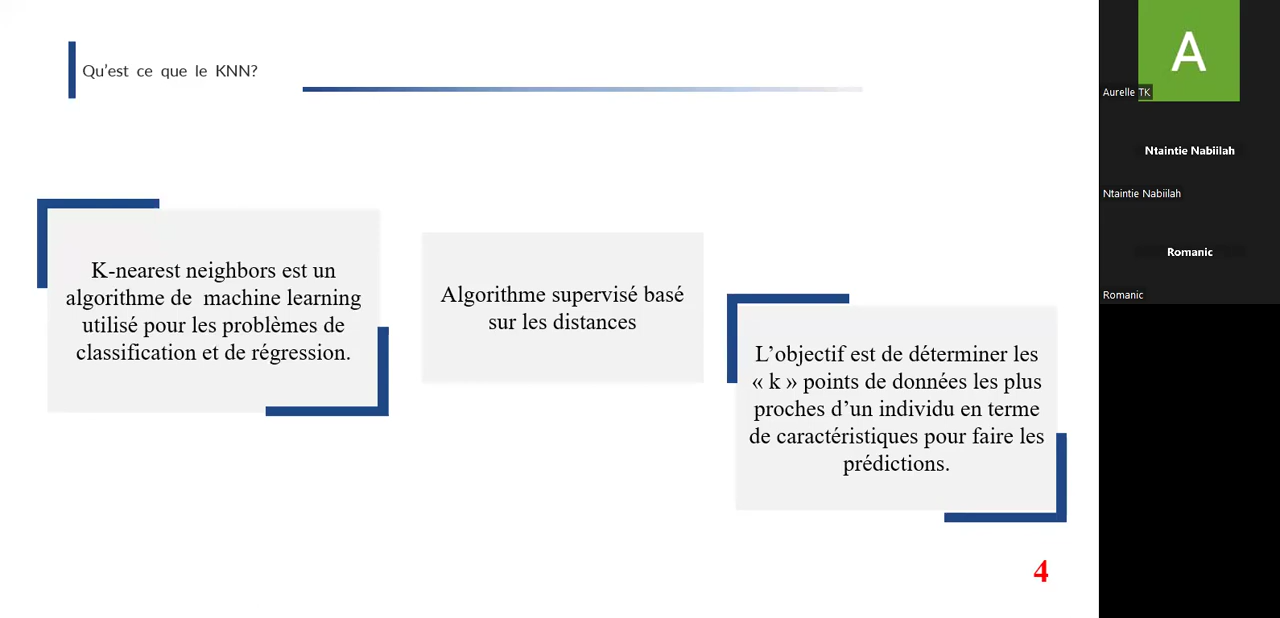 Qu'est ce que le KNN?
K-nearest neighbors est un
algorithme de machine learning
utilisé pour les problèmes de
classification et de régression.
Algorithme supervisé basé
sur les distances
L'objectif est de déterminer les
« k » points de données les plus
proches d'un individu en terme
de caractéristiques pour faire les
prédictions.
4
A
Aurelle TK
Ntaintie Nabiilah
Ntaintie Nabiilah
Romanic
Romanic